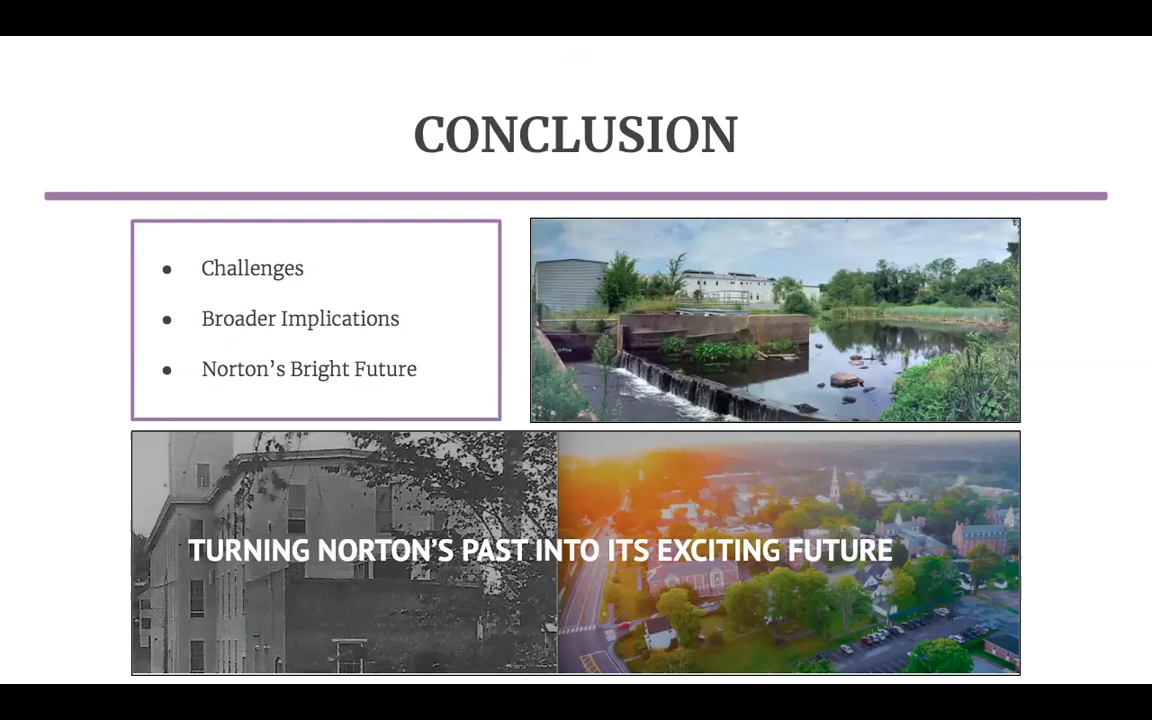 CONCLUSION
● Challenges
● Broader Implications
● Norton’s Bright Future
TURNING NORTON’S PAST INTO ITS EXCITING FUTURE